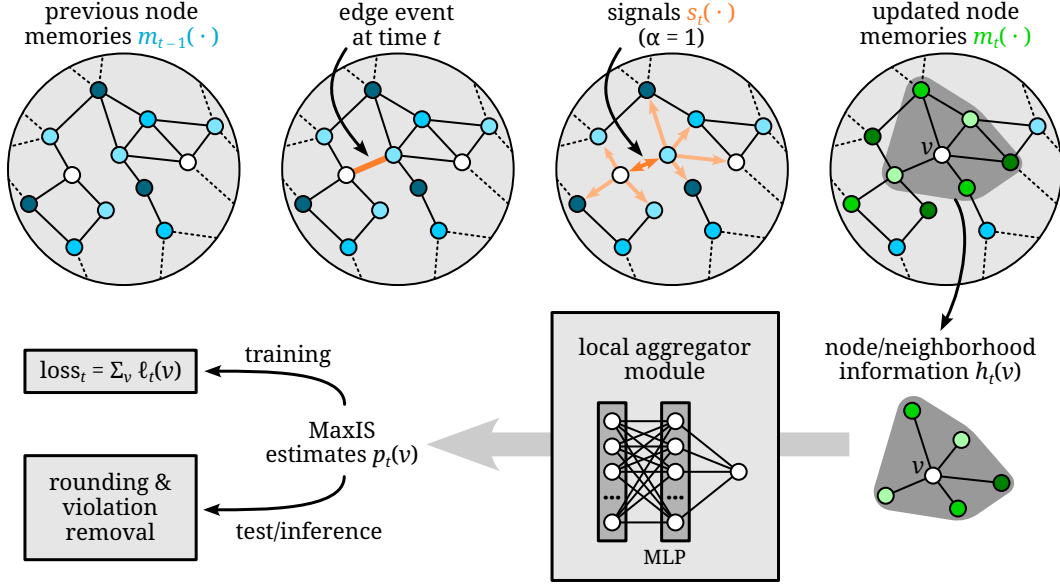 previous node
memories m_{t−1}(·)
edge event
at time t
signals s_t(·)
(α = 1)
updated node
memories m_t(·)
v
node/neighborhood
information h_t(v)
v
local aggregator
module
MLP
MaxIS
estimates p_t(v)
training
loss_t = Σ_v ℓ_t(v)
test/inference
rounding &
violation
removal